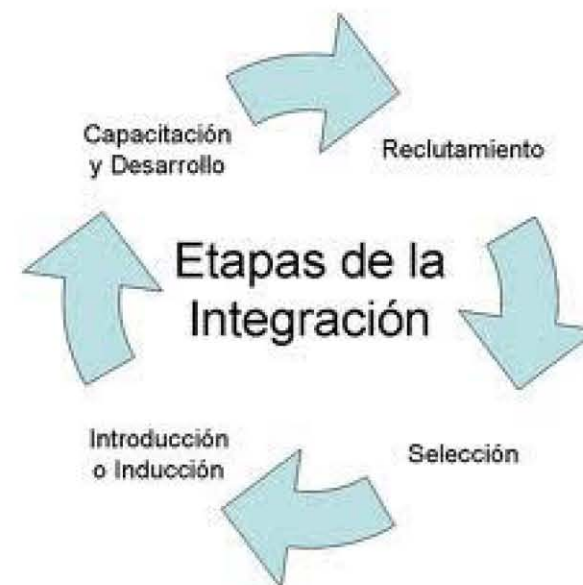 Capacitación
y Desarrollo
Reclutamiento
Etapas de la
Integración
Introducción
o Inducción
Selección